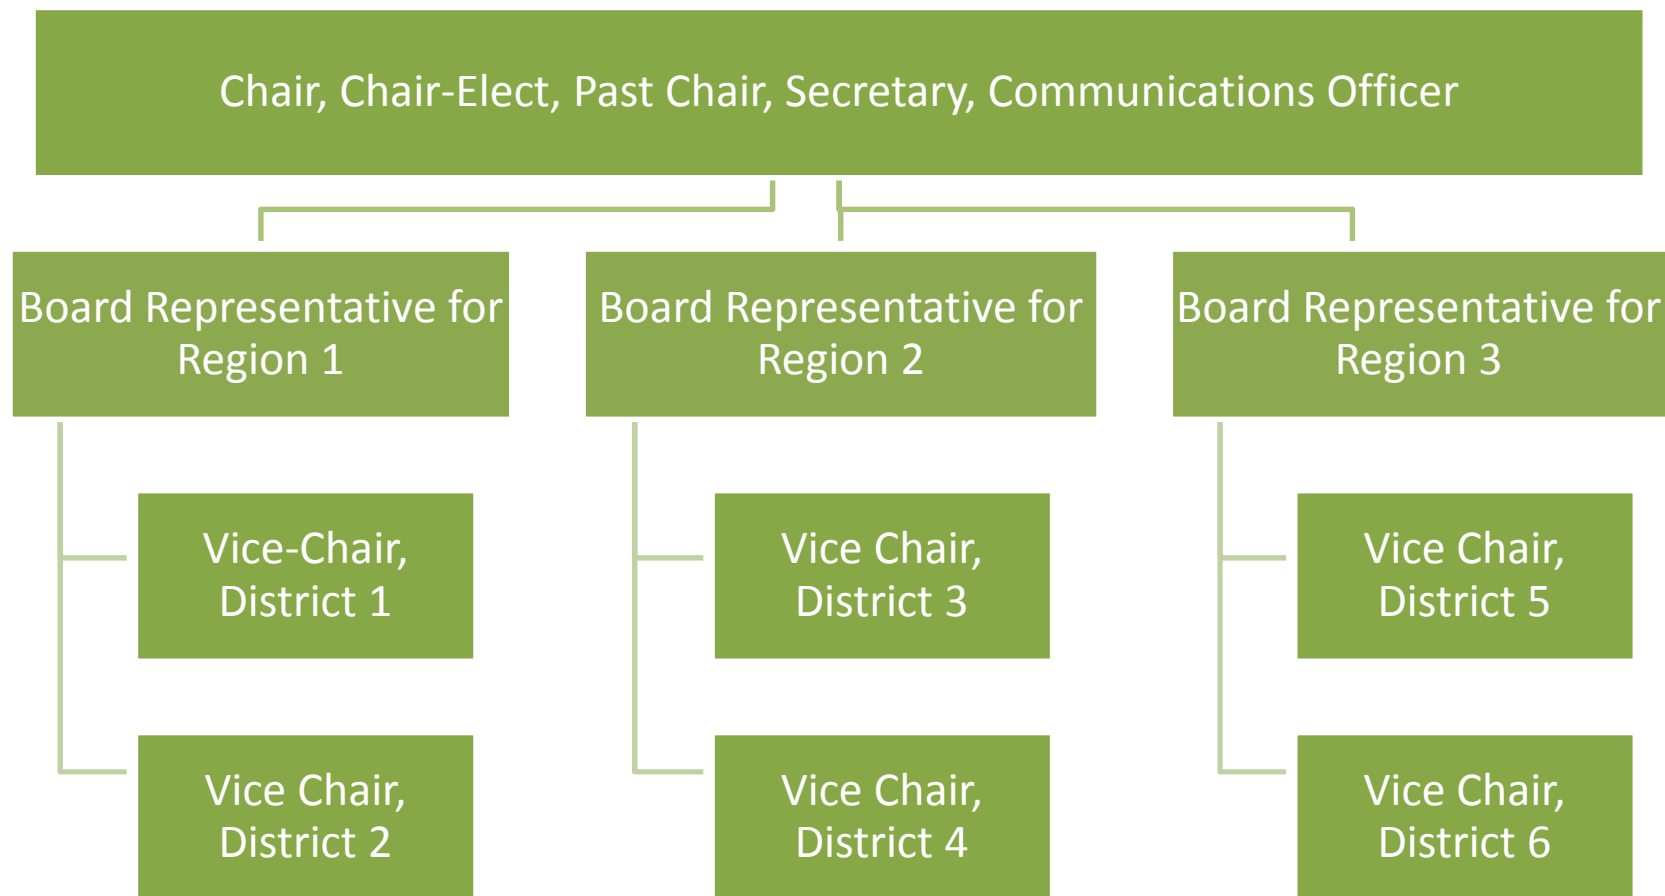 Chair, Chair-Elect, Past Chair, Secretary, Communications Officer
Board Representative for
Region 1
Board Representative for
Region 2
Board Representative for
Region 3
Vice-Chair,
District 1
Vice Chair,
District 3
Vice Chair,
District 5
Vice Chair,
District 2
Vice Chair,
District 4
Vice Chair,
District 6